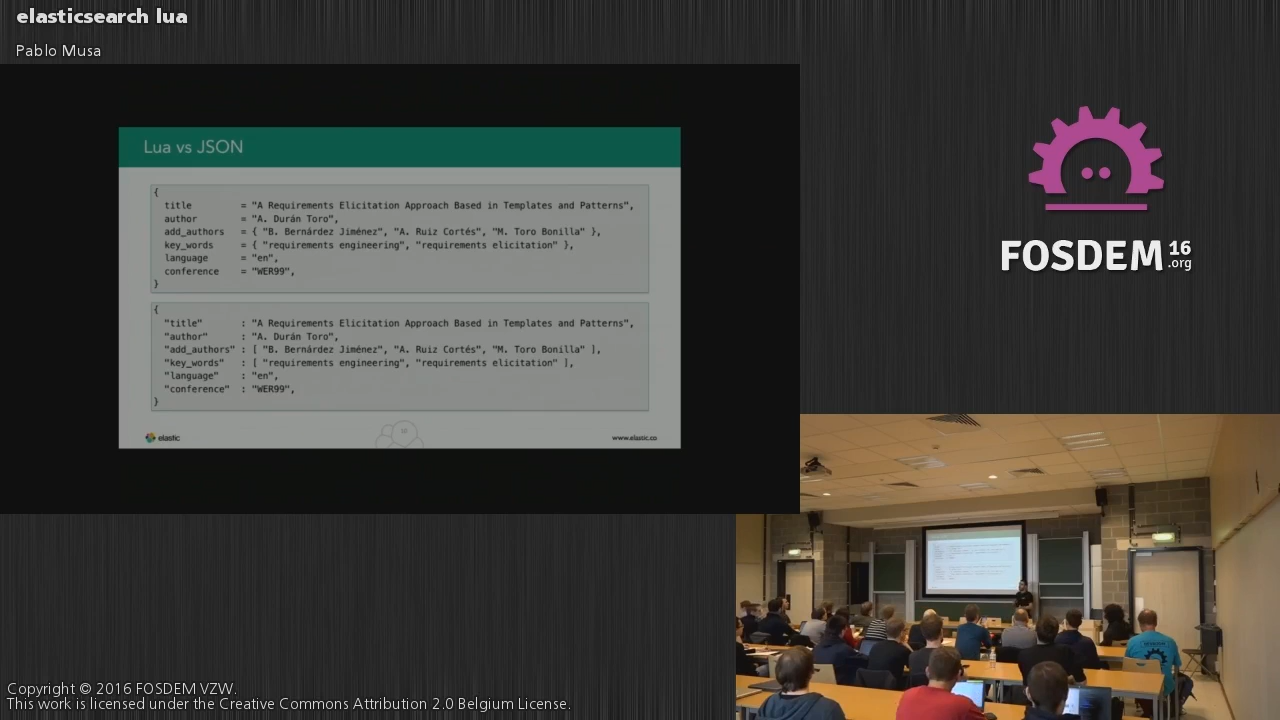 elasticsearch lua
Pablo Musa
Lua vs JSON
{
title = "A Requirements Elicitation Approach Based in Templates and Patterns",
author = "A. Durán Toro",
add_authors = { "B. Bernárdez Jiménez", "A. Ruiz Cortés", "M. Toro Bonilla" },
key_words = { "requirements engineering", "requirements elicitation" },
language = "en",
conference = "WER99",
}
{
"title" : "A Requirements Elicitation Approach Based in Templates and Patterns",
"author" : "A. Durán Toro",
"add_authors" : [ "B. Bernárdez Jiménez", "A. Ruiz Cortés", "M. Toro Bonilla" ],
"key_words" : [ "requirements engineering", "requirements elicitation" ],
"language" : "en",
"conference" : "WER99",
}
elastic
www.elastic.co
FOSDEM 16
.org
Copyright © 2016 FOSDEM VZW.
This work is licensed under the Creative Commons Attribution 2.0 Belgium License.